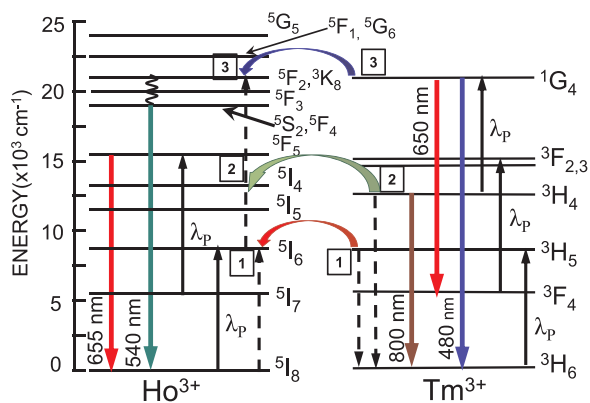 ENERGY(x10³ cm⁻¹)
25
20
15
10
5
0
⁵G₅
⁵F₁, ⁵G₆
⁵F₂,³K₈
⁵F₃
⁵S₂,⁵F₄
⁵F₅
⁵I₄
⁵I₅
⁵I₆
⁵I₇
⁵I₈
3
2
1
655 nm
540 nm
λP
λP
3
2
1
¹G₄
³F₂,₃
³H₄
³H₅
³F₄
³H₆
650 nm
800 nm
480 nm
λP
λP
λP
Ho³⁺
Tm³⁺